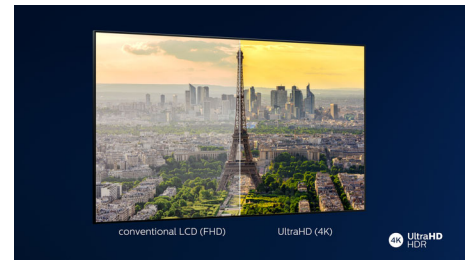 conventional LCD (FHD)
UltraHD (4K)
4K UltraHD
HDR